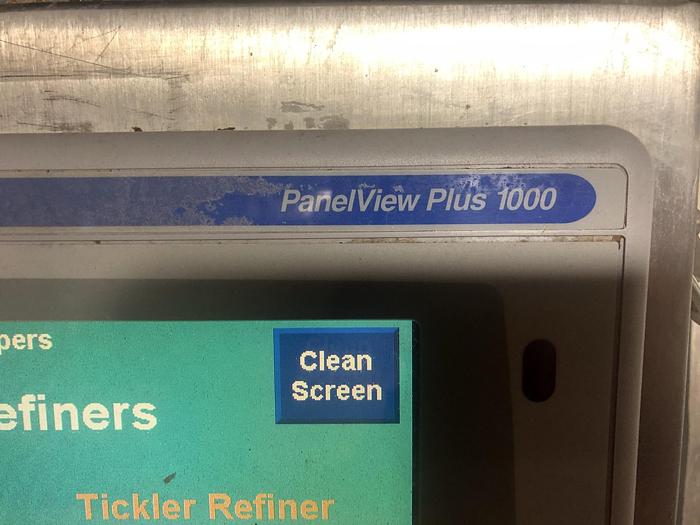 PanelView Plus 1000
pers
Clean
Screen
efiners
Tickler Refiner